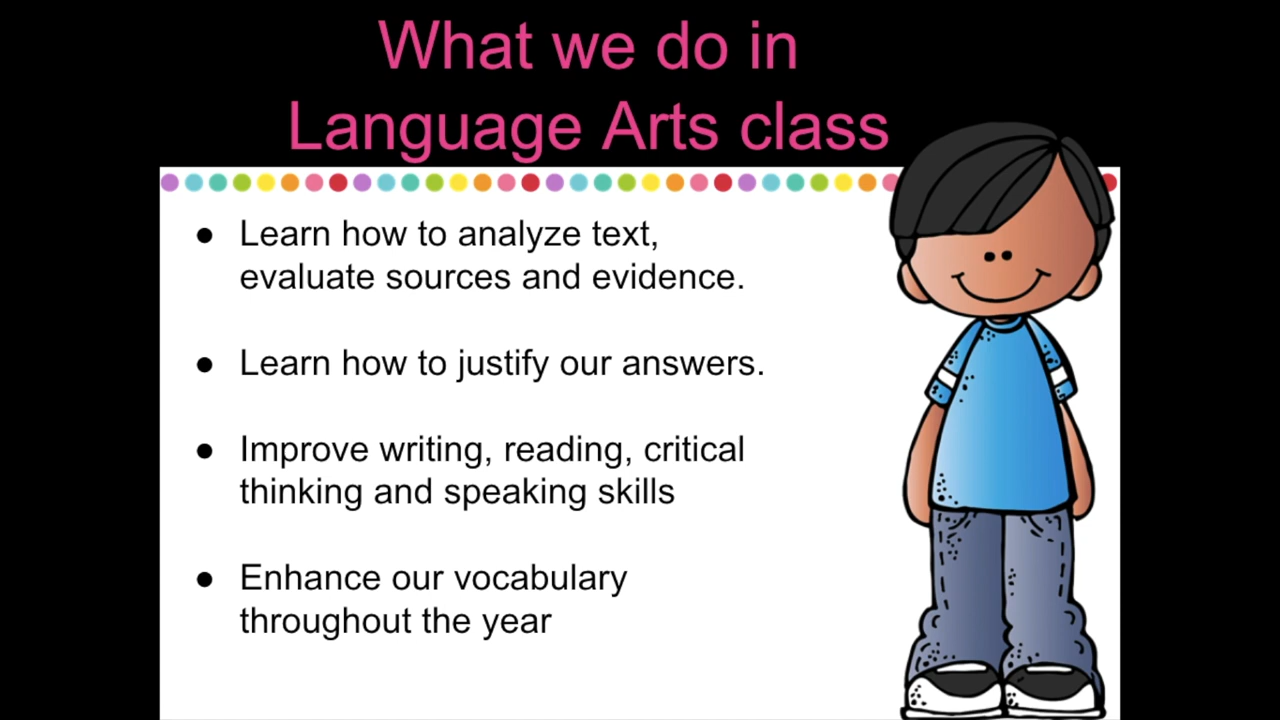 What we do in
Language Arts class
● Learn how to analyze text,
evaluate sources and evidence.
● Learn how to justify our answers.
● Improve writing, reading, critical
thinking and speaking skills
● Enhance our vocabulary
throughout the year